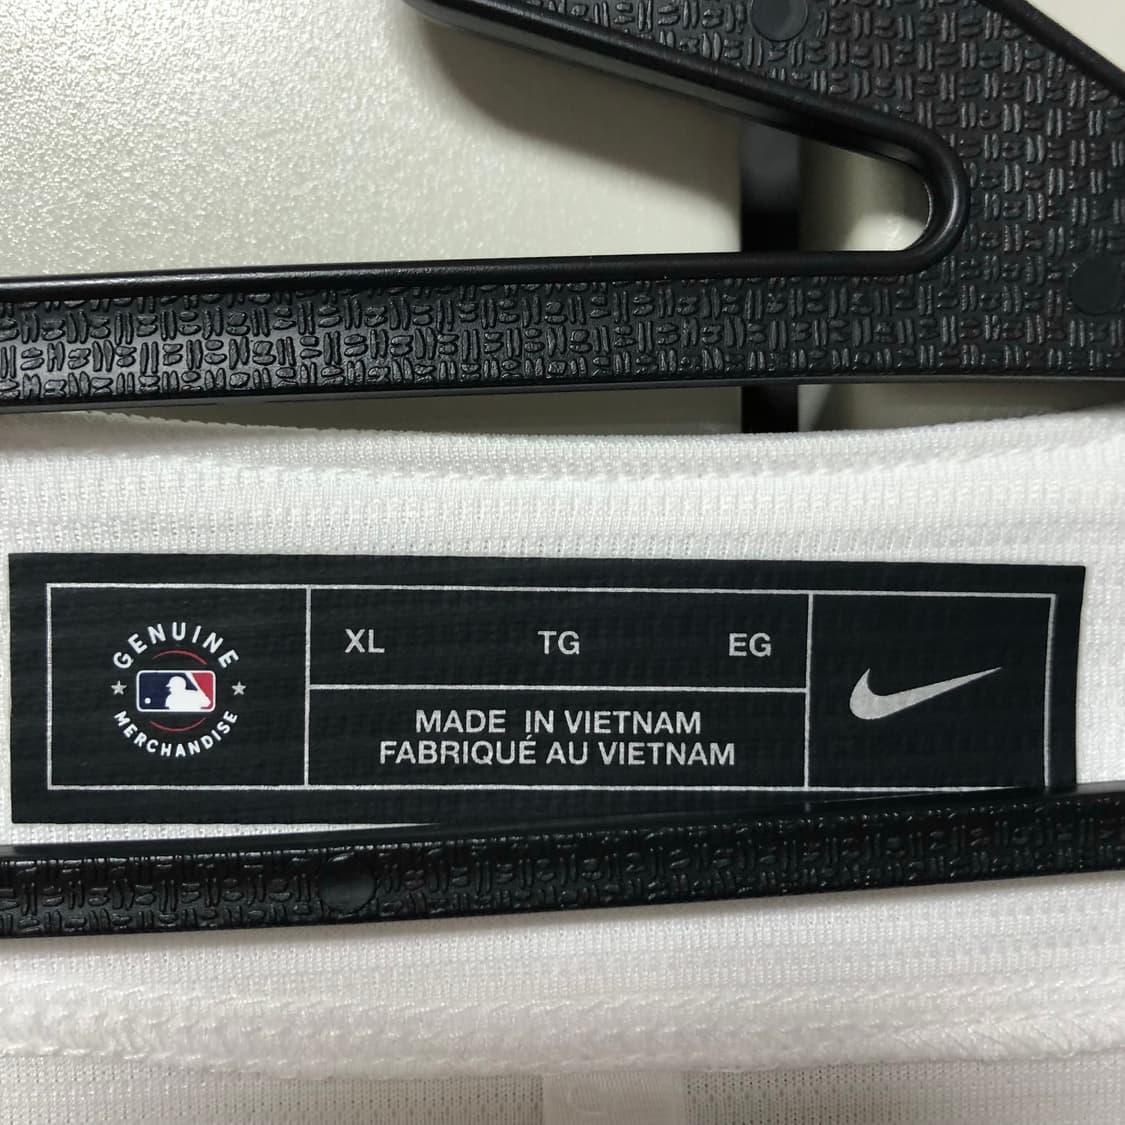 GENUINE
MERCHANDISE
XL TG EG
MADE IN VIETNAM
FABRIQUÉ AU VIETNAM